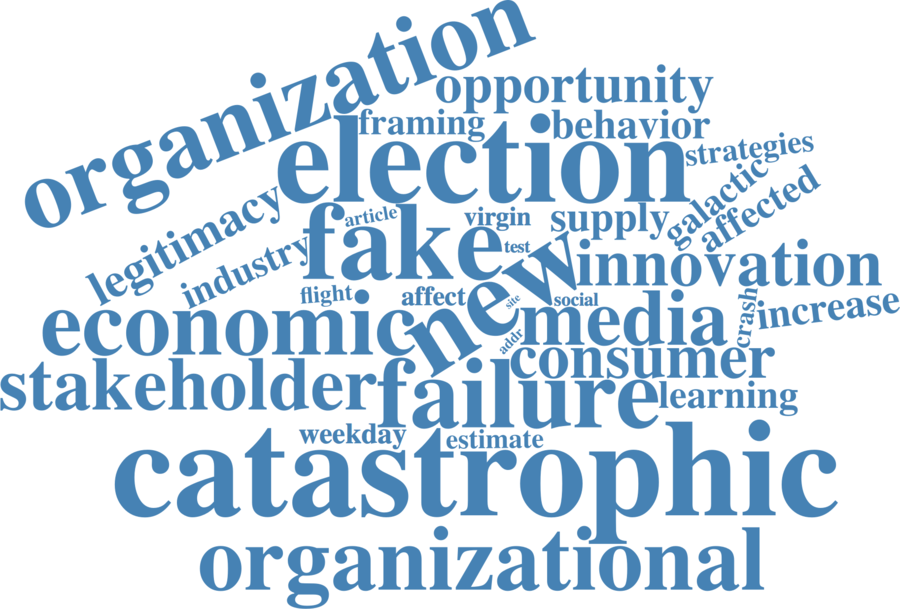 organization
opportunity
framing
behavior
election
strategies
galactic
affected
legitimacy
article
virgin
supply
fake
test
industry
new
innovation
flight
affect
site
social
crash
increase
economic
addr
media
consumer
stakeholder
failure
learning
weekday
estimate
catastrophic
organizational